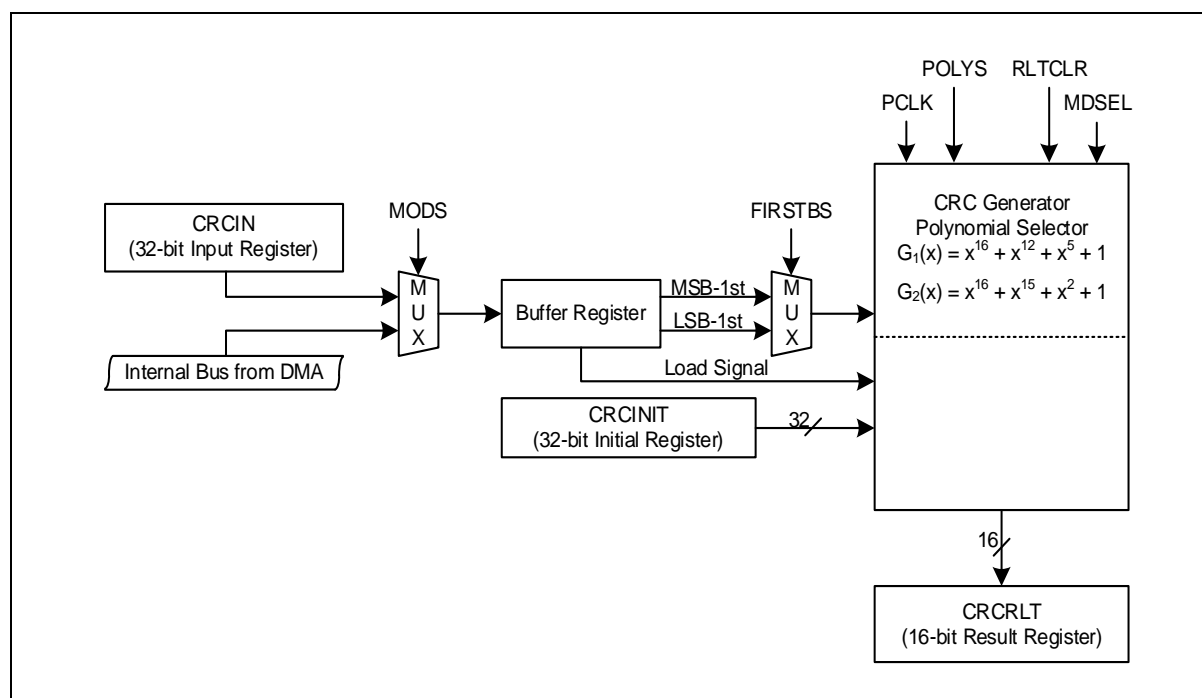 POLYS RLTCLR
PCLK MDSEL
CRCIN
(32-bit Input Register)
MODS
FIRSTBS
CRC Generator
Polynomial Selector
G₁(x) = x¹⁶ + x¹² + x⁵ + 1
G₂(x) = x¹⁶ + x¹⁵ + x² + 1
M
U
X
Buffer Register
MSB-1st
LSB-1st
M
U
X
Internal Bus from DMA
Load Signal
CRCINIT
(32-bit Initial Register)
32
16
CRCRLT
(16-bit Result Register)